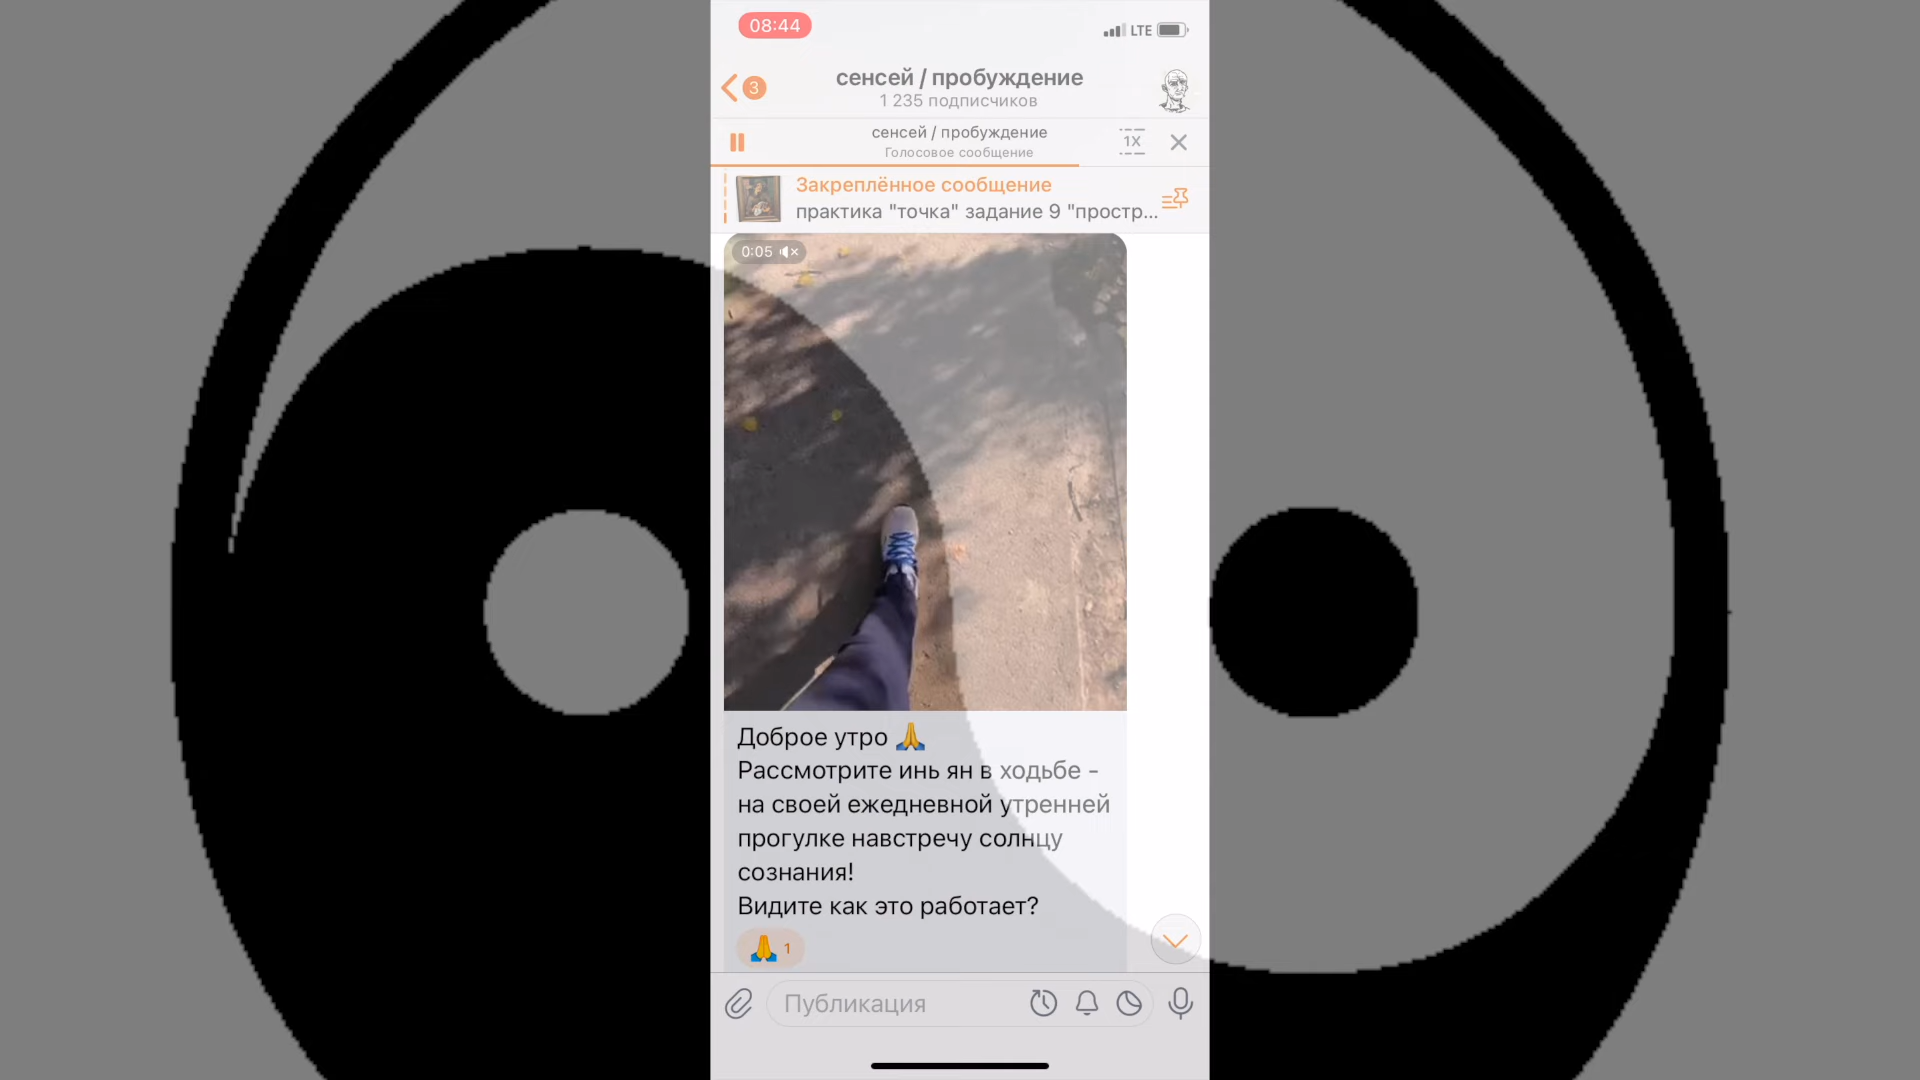 08:44
LTE
3
сенсей / пробуждение
1 235 подписчиков
сенсей / пробуждение
Голосовое сообщение
1X
Закреплённое сообщение
практика "точка" задание 9 "простр...
0:05
Доброе утро 🙏
Рассмотрите инь ян в ходьбе -
на своей ежедневной утренней
прогулке навстречу солнцу
сознания!
Видите как это работает?
🙏 1
Публикация